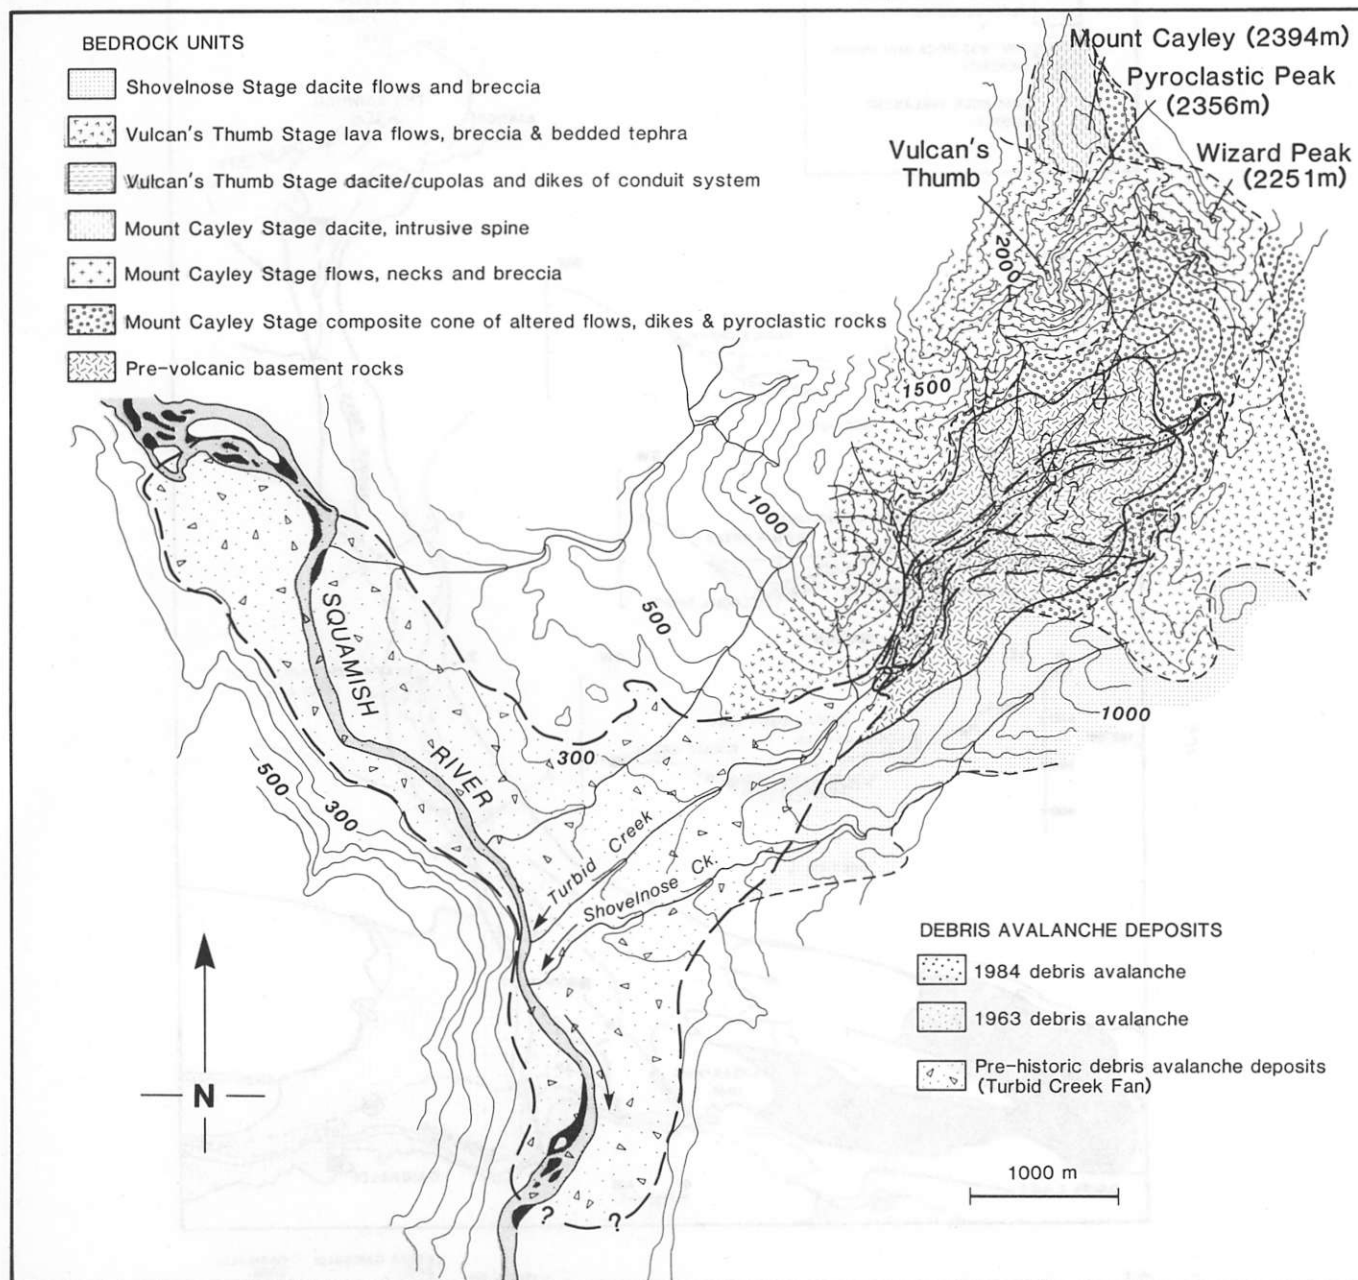 BEDROCK UNITS
Shovelnose Stage dacite flows and breccia
Vulcan's Thumb Stage lava flows, breccia & bedded tephra
Vulcan's Thumb Stage dacite/cupolas and dikes of conduit system
Mount Cayley Stage dacite, intrusive spine
Mount Cayley Stage flows, necks and breccia
Mount Cayley Stage composite cone of altered flows, dikes & pyroclastic rocks
Pre-volcanic basement rocks
Mount Cayley (2394m)
Pyroclastic Peak
(2356m)
Vulcan's
Thumb
Wizard Peak
(2251m)
2000
1500
1000
500
SQUAMISH
RIVER
300
1000
500
300
Turbid Creek
Shovelnose Ck.
N
DEBRIS AVALANCHE DEPOSITS
1984 debris avalanche
1963 debris avalanche
Pre-historic debris avalanche deposits
(Turbid Creek Fan)
1000 m
? ?